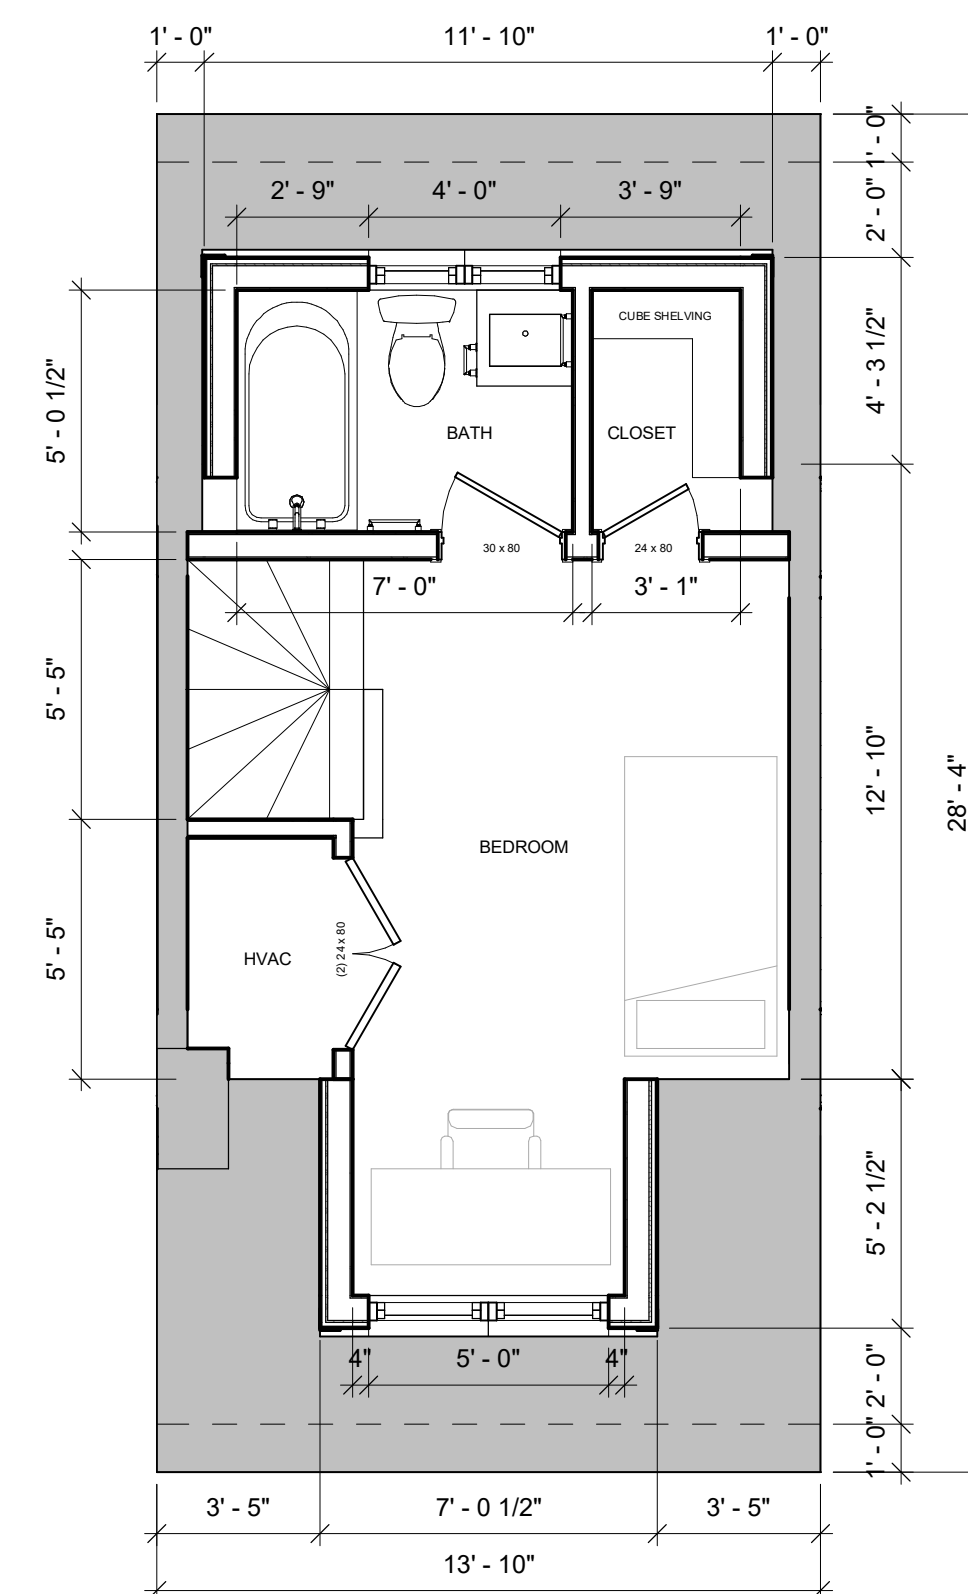 1' - 0"
11' - 10"
1' - 0"
1' - 0"
2' - 9"
4' - 0"
3' - 9"
2' - 0"
CUBE SHELVING
4' - 3 1/2"
5' - 0 1/2"
BATH
CLOSET
30 x 80
24 x 80
7' - 0"
3' - 1"
5' - 5"
12' - 10"
28' - 4"
BEDROOM
HVAC
(2) 24 x 80
5' - 5"
5' - 2 1/2"
4"
5' - 0"
4"
2' - 0"
1' - 0"
3' - 5"
7' - 0 1/2"
3' - 5"
13' - 10"